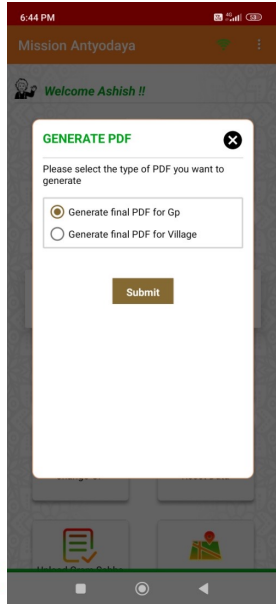 6:44 PM
Mission Antyodaya
Welcome Ashish !!
GENERATE PDF
Please select the type of PDF you want to
generate
Generate final PDF for Gp
Generate final PDF for Village
Submit